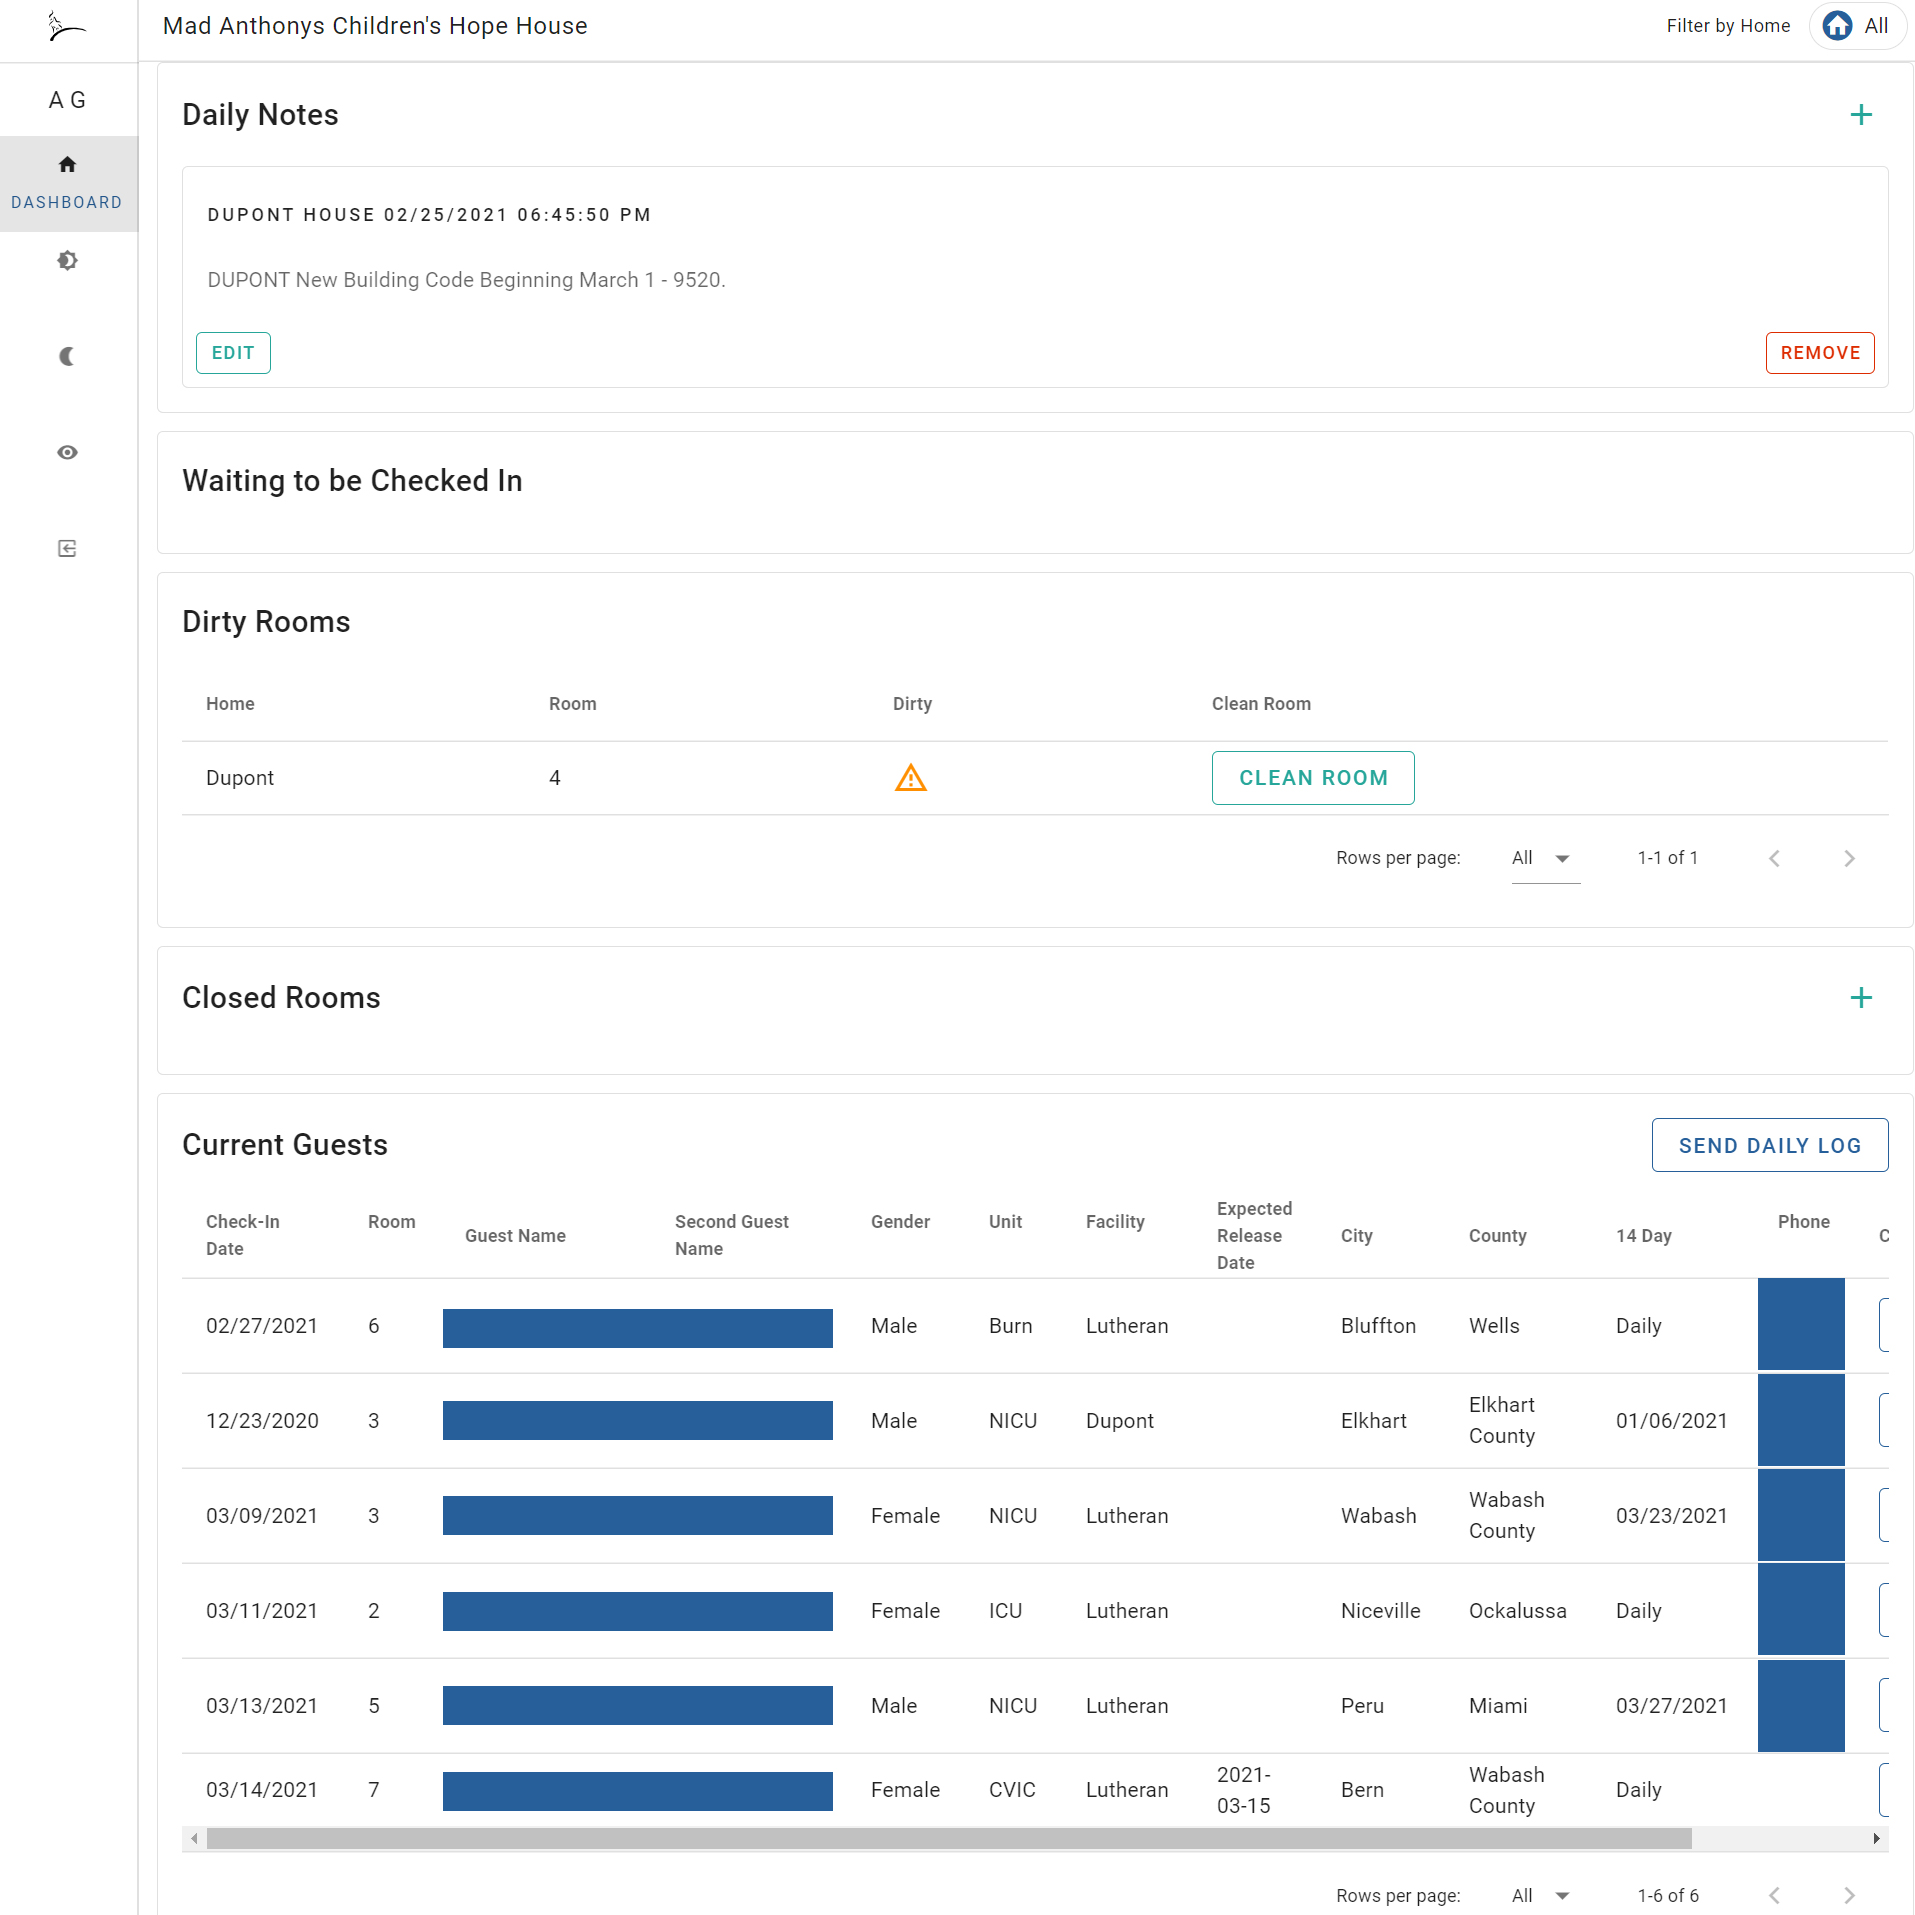 Mad Anthonys Children's Hope House
Filter by Home
All
A G
DASHBOARD
Daily Notes
DUPONT HOUSE 02/25/2021 06:45:50 PM
DUPONT New Building Code Beginning March 1 - 9520.
EDIT
REMOVE
Waiting to be Checked In
Dirty Rooms
Home Room Dirty Clean Room
Dupont 4 CLEAN ROOM
Rows per page: All 1-1 of 1
Closed Rooms
Current Guests
SEND DAILY LOG
Check-In Date Room Guest Name Second Guest Name Gender Unit Facility Expected Release Date City County 14 Day Phone C
02/27/2021 6 Male Burn Lutheran Bluffton Wells Daily
12/23/2020 3 Male NICU Dupont Elkhart Elkhart County 01/06/2021
03/09/2021 3 Female NICU Lutheran Wabash Wabash County 03/23/2021
03/11/2021 2 Female ICU Lutheran Niceville Ockalussa Daily
03/13/2021 5 Male NICU Lutheran Peru Miami 03/27/2021
03/14/2021 7 Female CVIC Lutheran 2021-03-15 Bern Wabash County Daily
Rows per page: All 1-6 of 6